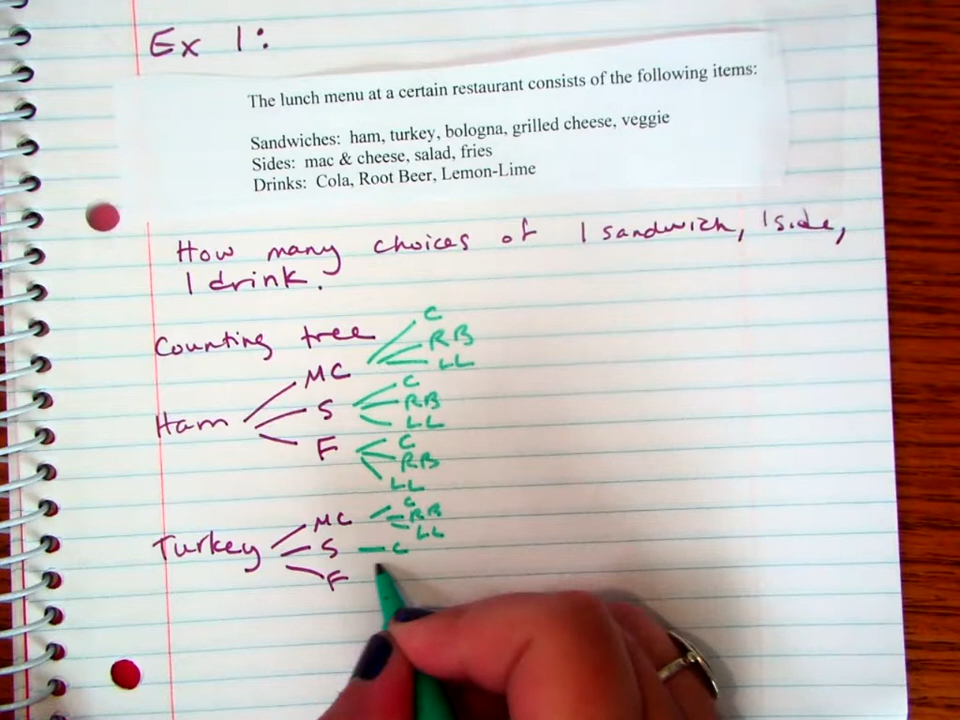 Ex 1:
The lunch menu at a certain restaurant consists of the following items:
Sandwiches: ham, turkey, bologna, grilled cheese, veggie
Sides: mac & cheese, salad, fries
Drinks: Cola, Root Beer, Lemon-Lime
How many choices of 1 sandwich, 1 side,
1 drink.
Counting tree
C
RB
LL
MC
C
RB
LL
S
Ham
C
RB
LL
F
C
RB
LL
MC
Turkey
S
C
F